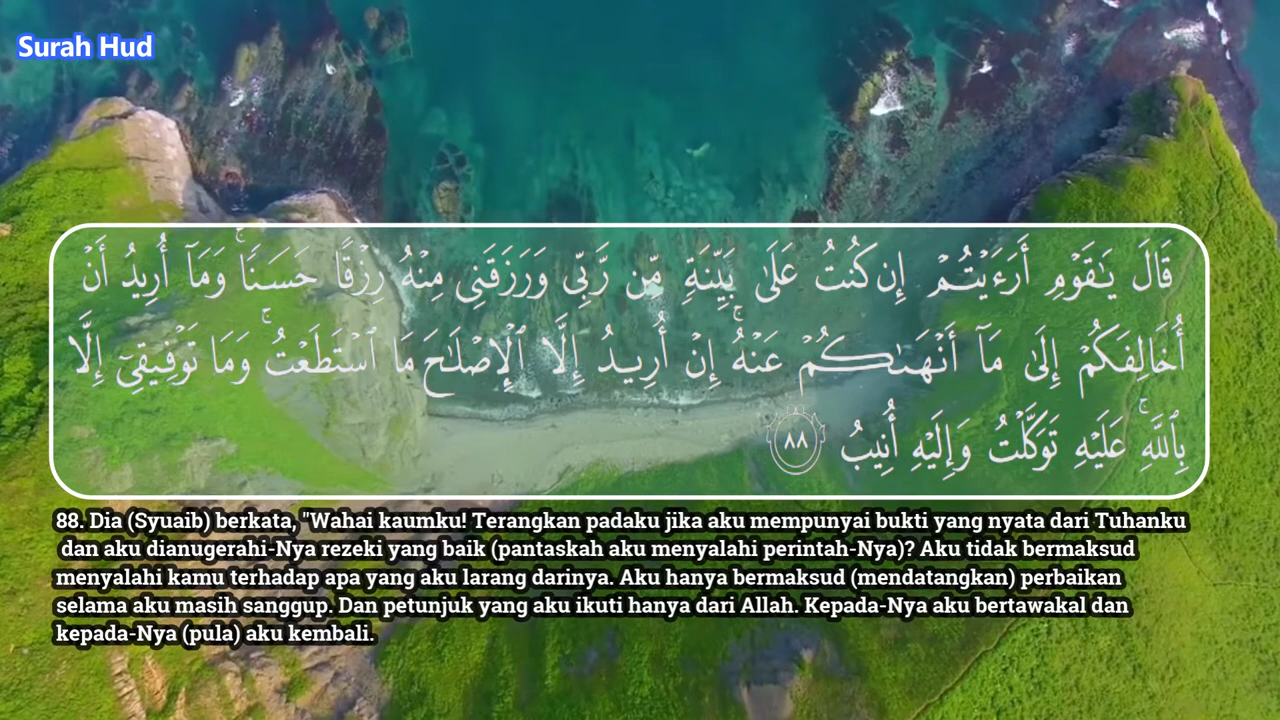 Surah Hud
قَالَ يَـٰقَوْمِ أَرَءَيْتُمْ إِن كُنتُ عَلَىٰ بَيِّنَةٍ مِّن رَّبِّى وَرَزَقَنِى مِنْهُ رِزْقًا حَسَنًا ۚ وَمَآ أُرِيدُ أَنْ
أُخَالِفَكُمْ إِلَىٰ مَآ أَنْهَىٰكُمْ عَنْهُ ۚ إِنْ أُرِيدُ إِلَّا ٱلْإِصْلَـٰحَ مَا ٱسْتَطَعْتُ ۚ وَمَا تَوْفِيقِىٓ إِلَّا
بِٱللَّهِ ۚ عَلَيْهِ تَوَكَّلْتُ وَإِلَيْهِ أُنِيبُ ٨٨
88. Dia (Syuaib) berkata, "Wahai kaumku! Terangkan padaku jika aku mempunyai bukti yang nyata dari Tuhanku
dan aku dianugerahi-Nya rezeki yang baik (pantaskah aku menyalahi perintah-Nya)? Aku tidak bermaksud
menyalahi kamu terhadap apa yang aku larang darinya. Aku hanya bermaksud (mendatangkan) perbaikan
selama aku masih sanggup. Dan petunjuk yang aku ikuti hanya dari Allah. Kepada-Nya aku bertawakal dan
kepada-Nya (pula) aku kembali.